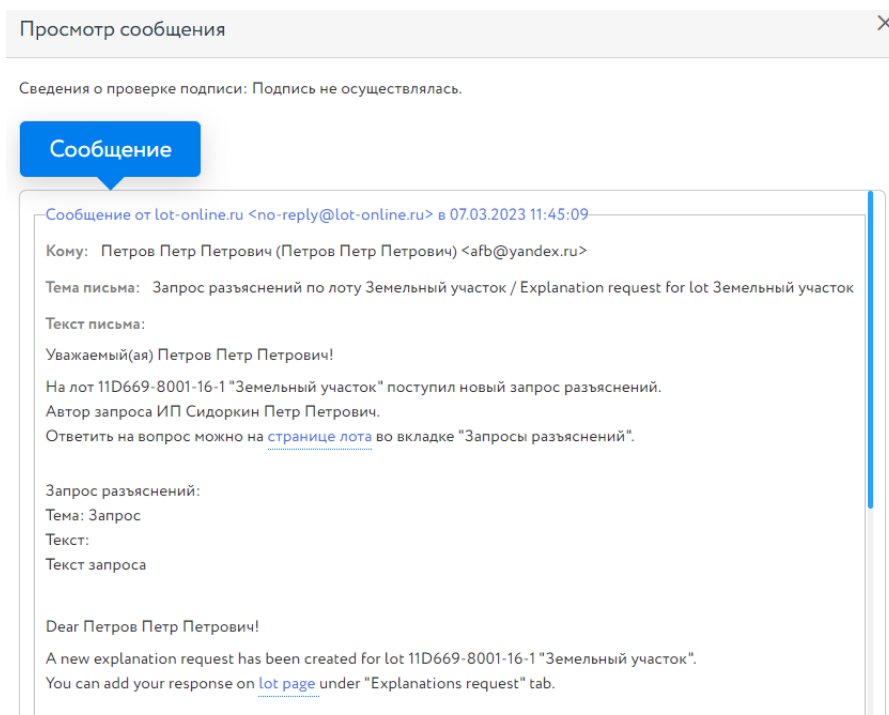 Просмотр сообщения
Сведения о проверке подписи: Подпись не осуществлялась.
Сообщение
Сообщение от lot-online.ru <no-reply@lot-online.ru> в 07.03.2023 11:45:09
Кому: Петров Петр Петрович (Петров Петр Петрович) <afb@yandex.ru>
Тема письма: Запрос разъяснений по лоту Земельный участок / Explanation request for lot Земельный участок
Текст письма:
Уважаемый(ая) Петров Петр Петрович!
На лот 11D669-8001-16-1 "Земельный участок" поступил новый запрос разъяснений.
Автор запроса ИП Сидоркин Петр Петрович.
Ответить на вопрос можно на странице лота во вкладке "Запросы разъяснений".
Запрос разъяснений:
Тема: Запрос
Текст:
Текст запроса
Dear Петров Петр Петрович!
A new explanation request has been created for lot 11D669-8001-16-1 "Земельный участок".
You can add your response on lot page under "Explanations request" tab.